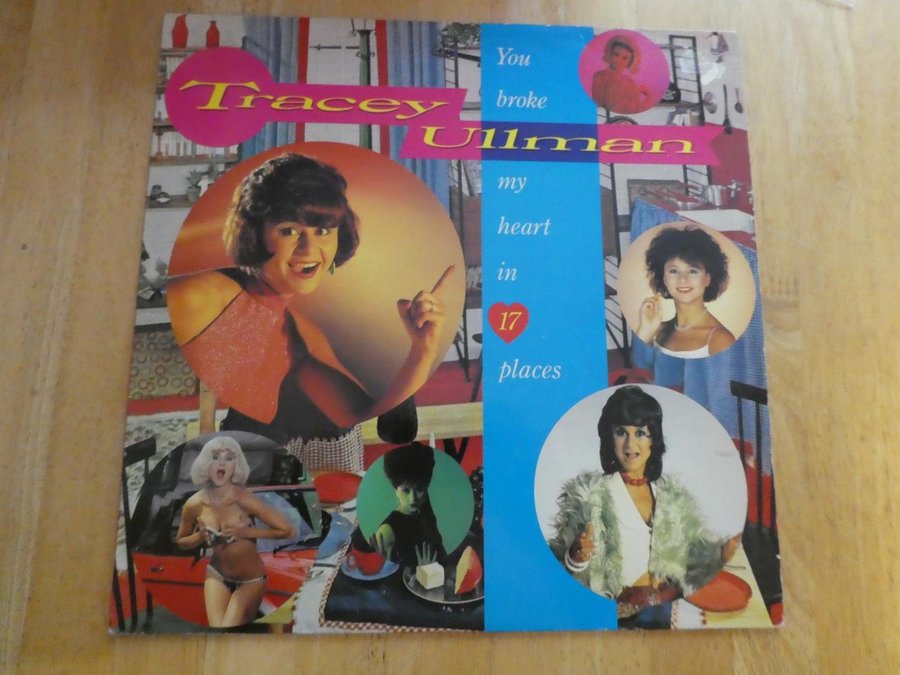 Tracey
Ullman
You
broke
my
heart
in
17
places